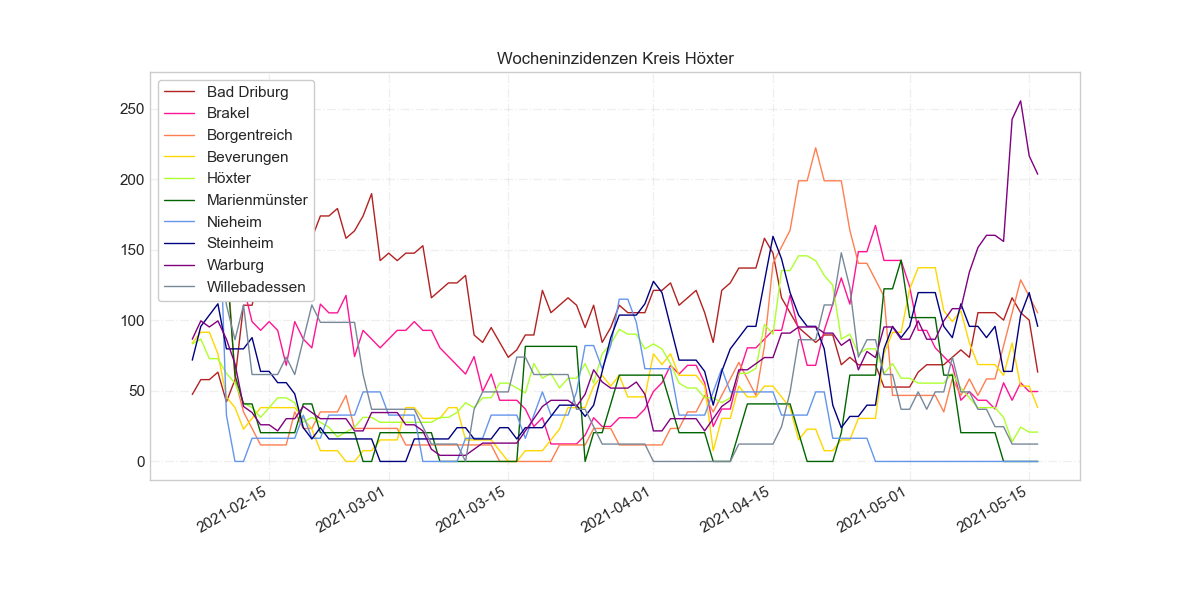 Wocheninzidenzen Kreis Höxter
250
200
150
100
50
0
Bad Driburg
Brakel
Borgentreich
Beverungen
Höxter
Marienmünster
Nieheim
Steinheim
Warburg
Willebadessen
2021-02-15
2021-03-01
2021-03-15
2021-04-01
2021-04-15
2021-05-01
2021-05-15